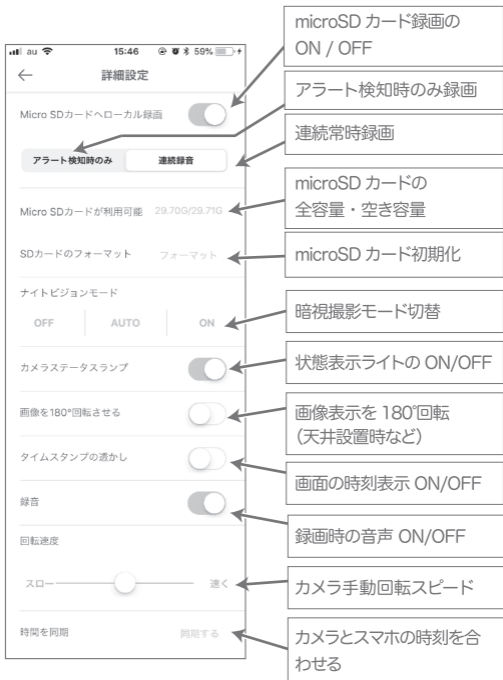 microSD カード録画の
ON / OFF
アラート検知時のみ録画
連続常時録画
microSD カードの
全容量・空き容量
microSD カード初期化
暗視撮影モード切替
状態表示ライトの ON/OFF
画像表示を 180°回転
（天井設置時など）
画面の時刻表示 ON/OFF
録画時の音声 ON/OFF
カメラ手動回転スピード
カメラとスマホの時刻を合
わせる
au 15:46 59%
詳細設定
Micro SDカードへローカル録画
アラート検知時のみ 連続録音
Micro SDカードが利用可能 29.70G/29.71G
SDカードのフォーマット フォーマット
ナイトビジョンモード
OFF AUTO ON
カメラステータスランプ
画像を180°回転させる
タイムスタンプの透かし
録音
回転速度
スロー 速く
時間を同期 同期する